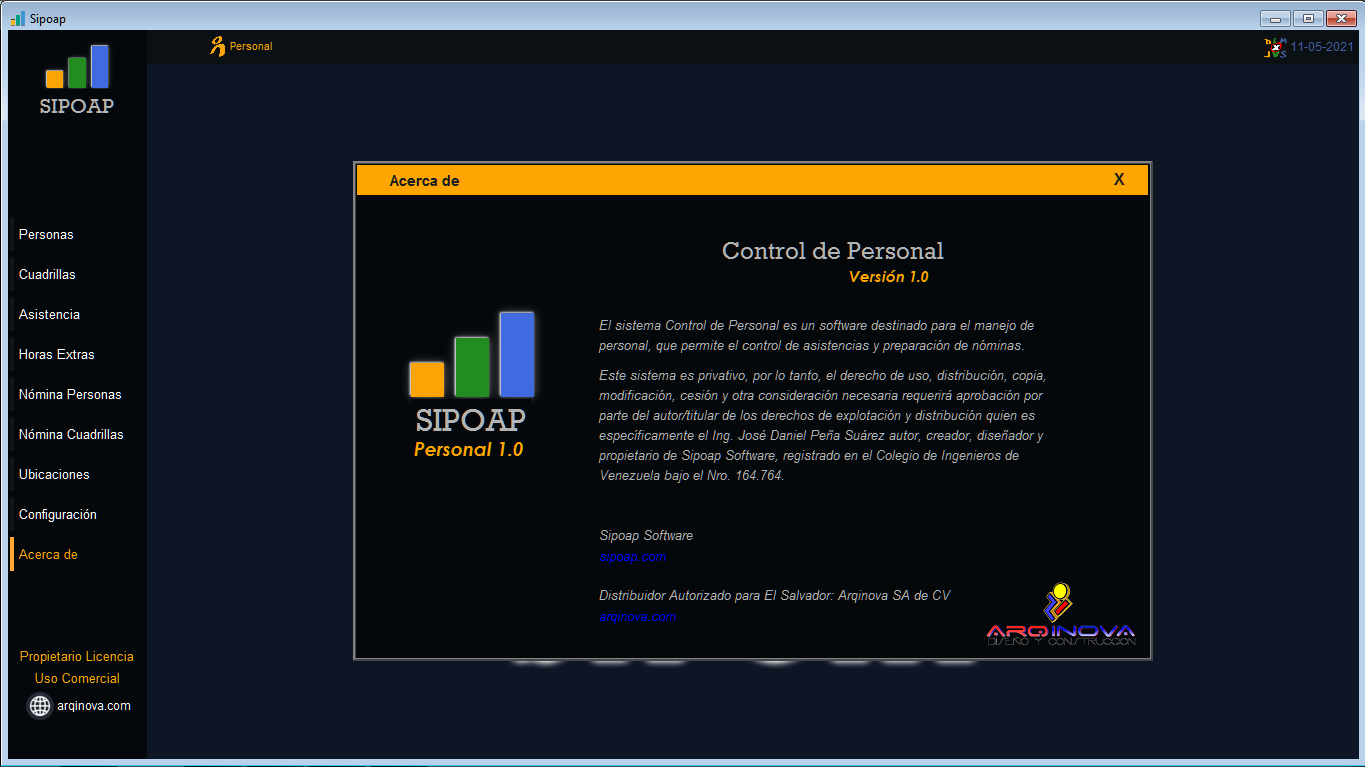 Sipoap
SIPOAP
Personal
11-05-2021
Personas
Cuadrillas
Asistencia
Horas Extras
Nómina Personas
Nómina Cuadrillas
Ubicaciones
Configuración
Acerca de
Propietario Licencia
Uso Comercial
arqinova.com
Acerca de X
Control de Personal
Versión 1.0
SIPOAP
Personal 1.0
El sistema Control de Personal es un software destinado para el manejo de
personal, que permite el control de asistencias y preparación de nóminas.
Este sistema es privativo, por lo tanto, el derecho de uso, distribución, copia,
modificación, cesión y otra consideración necesaria requerirá aprobación por
parte del autor/titular de los derechos de explotación y distribución quien es
especificamente el Ing. José Daniel Peña Suárez autor, creador, diseñador y
propietario de Sipoap Software, registrado en el Colegio de Ingenieros de
Venezuela bajo el Nro. 164.764.
Sipoap Software
sipoap.com
Distribuidor Autorizado para El Salvador: Arqinova SA de CV
arqinova.com
ARQINOVA
DISEÑO Y CONSTRUCCION